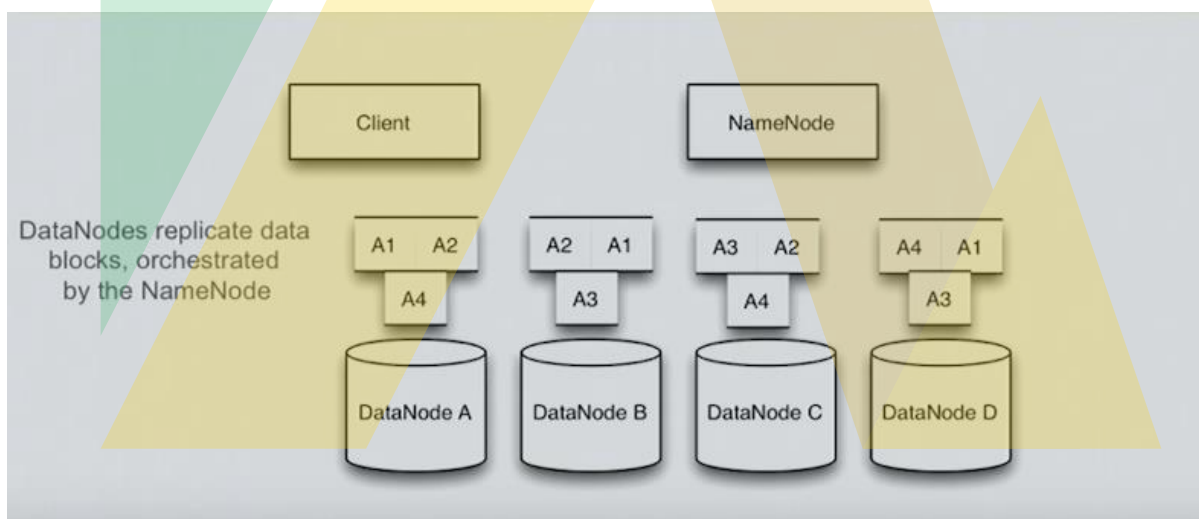 Client
NameNode
DataNodes replicate data
blocks, orchestrated
by the NameNode
A1 A2
A4
A2 A1
A3
A3 A2
A4
A4 A1
A3
DataNode A
DataNode B
DataNode C
DataNode D